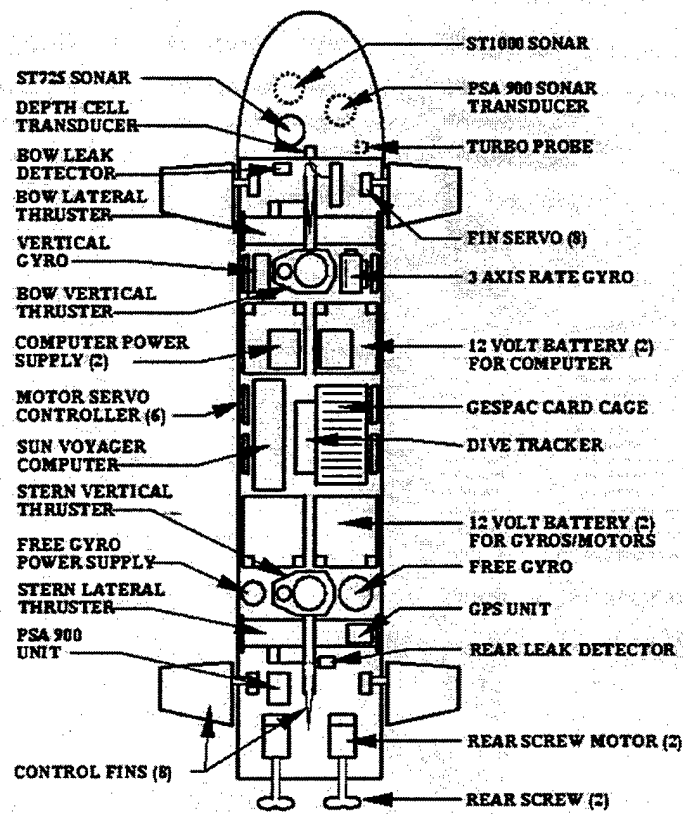 ST1000 SONAR
ST725 SONAR
PSA 900 SONAR
TRANSDUCER
DEPTH CELL
TRANSDUCER
TURBO PROBE
BOW LEAK
DETECTOR
BOW LATERAL
THRUSTER
FIN SERVO (8)
VERTICAL
GYRO
3 AXIS RATE GYRO
BOW VERTICAL
THRUSTER
COMPUTER POWER
SUPPLY (2)
12 VOLT BATTERY (2)
FOR COMPUTER
MOTOR SERVO
CONTROLLER (6)
GESPAC CARD CAGE
SUN VOYAGER
COMPUTER
DIVE TRACKER
STERN VERTICAL
THRUSTER
12 VOLT BATTERY (2)
FOR GYROS/MOTORS
FREE GYRO
POWER SUPPLY
FREE GYRO
STERN LATERAL
THRUSTER
GPS UNIT
PSA 900
UNIT
REAR LEAK DETECTOR
REAR SCREW MOTOR (2)
CONTROL FINS (8)
REAR SCREW (2)